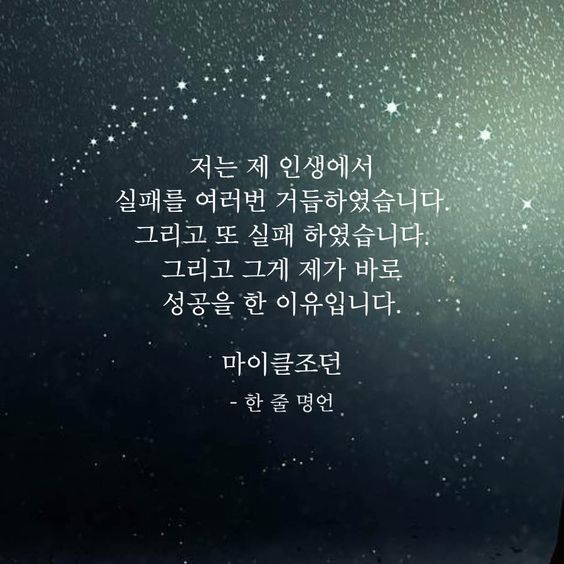 저는 제 인생에서
실패를 여러번 거듭하였습니다.
그리고 또 실패 하였습니다.
그리고 그게 제가 바로
성공을 한 이유입니다.
마이클조던
- 한 줄 명언